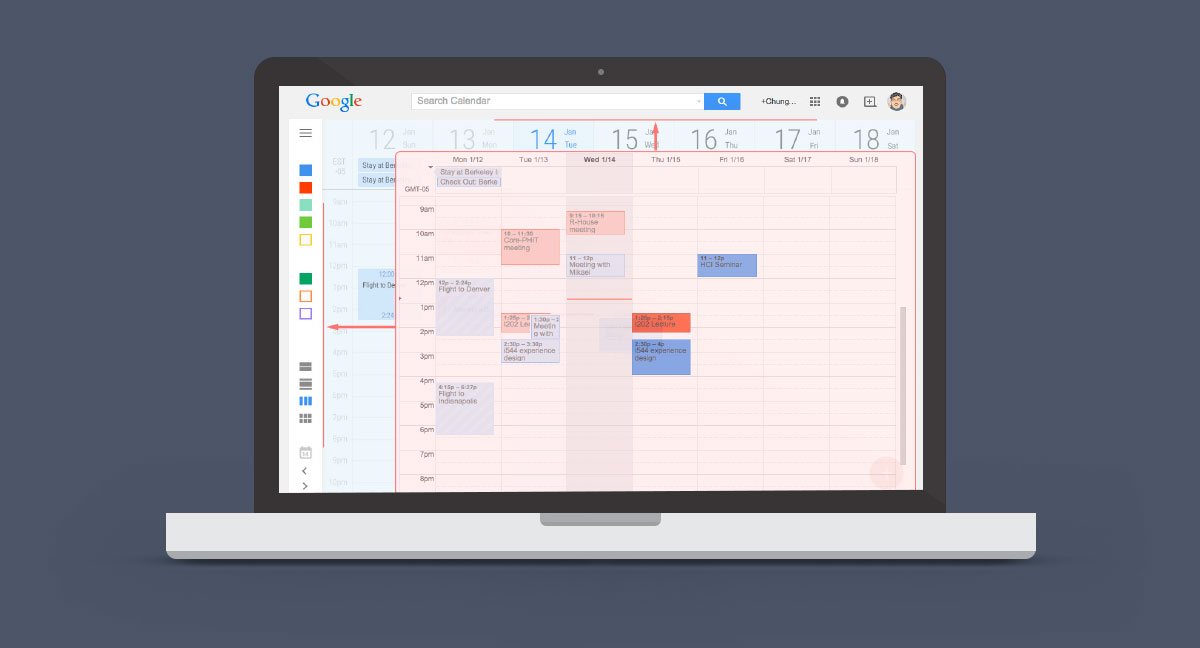 Google
Search Calendar
+Chung...
12 Jan Sun
13 Jan Mon
14 Jan Tue
15 Jan Wed
16 Jan Thu
17 Jan Fri
18 Jan Sat
EST
-05
Stay at Ber
Stay at Ber
Mon 1/12
Tue 1/13
Wed 1/14
Thu 1/15
Fri 1/16
Sat 1/17
Sun 1/18
GMT-05
Stay at Berkeley I
Check Out: Berke
9am
10am
11am
12pm
1pm
2pm
3pm
4pm
5pm
6pm
7pm
8pm
9am
10am
11am
12pm
1pm
2pm
4pm
5pm
6pm
7pm
8pm
9pm
10pm
12:00
Flight to De
2:24
12p – 2:24p
Flight to Denver
4:15p – 6:27p
Flight to
Indianapolis
10 – 11:30
Core-PHIT
meeting
1:25p – 2
I202 Lec
1:30p – 2
Meetin
g with
2:30p – 3:30p
i544 experience
design
9:15 – 10:15
R-House
meeting
11 – 12p
Meeting with
Mikael
1:25p – 2:15p
I202 Lecture
2:30p – 4p
i544 experience
design
11 – 12p
HCI Seminar
14